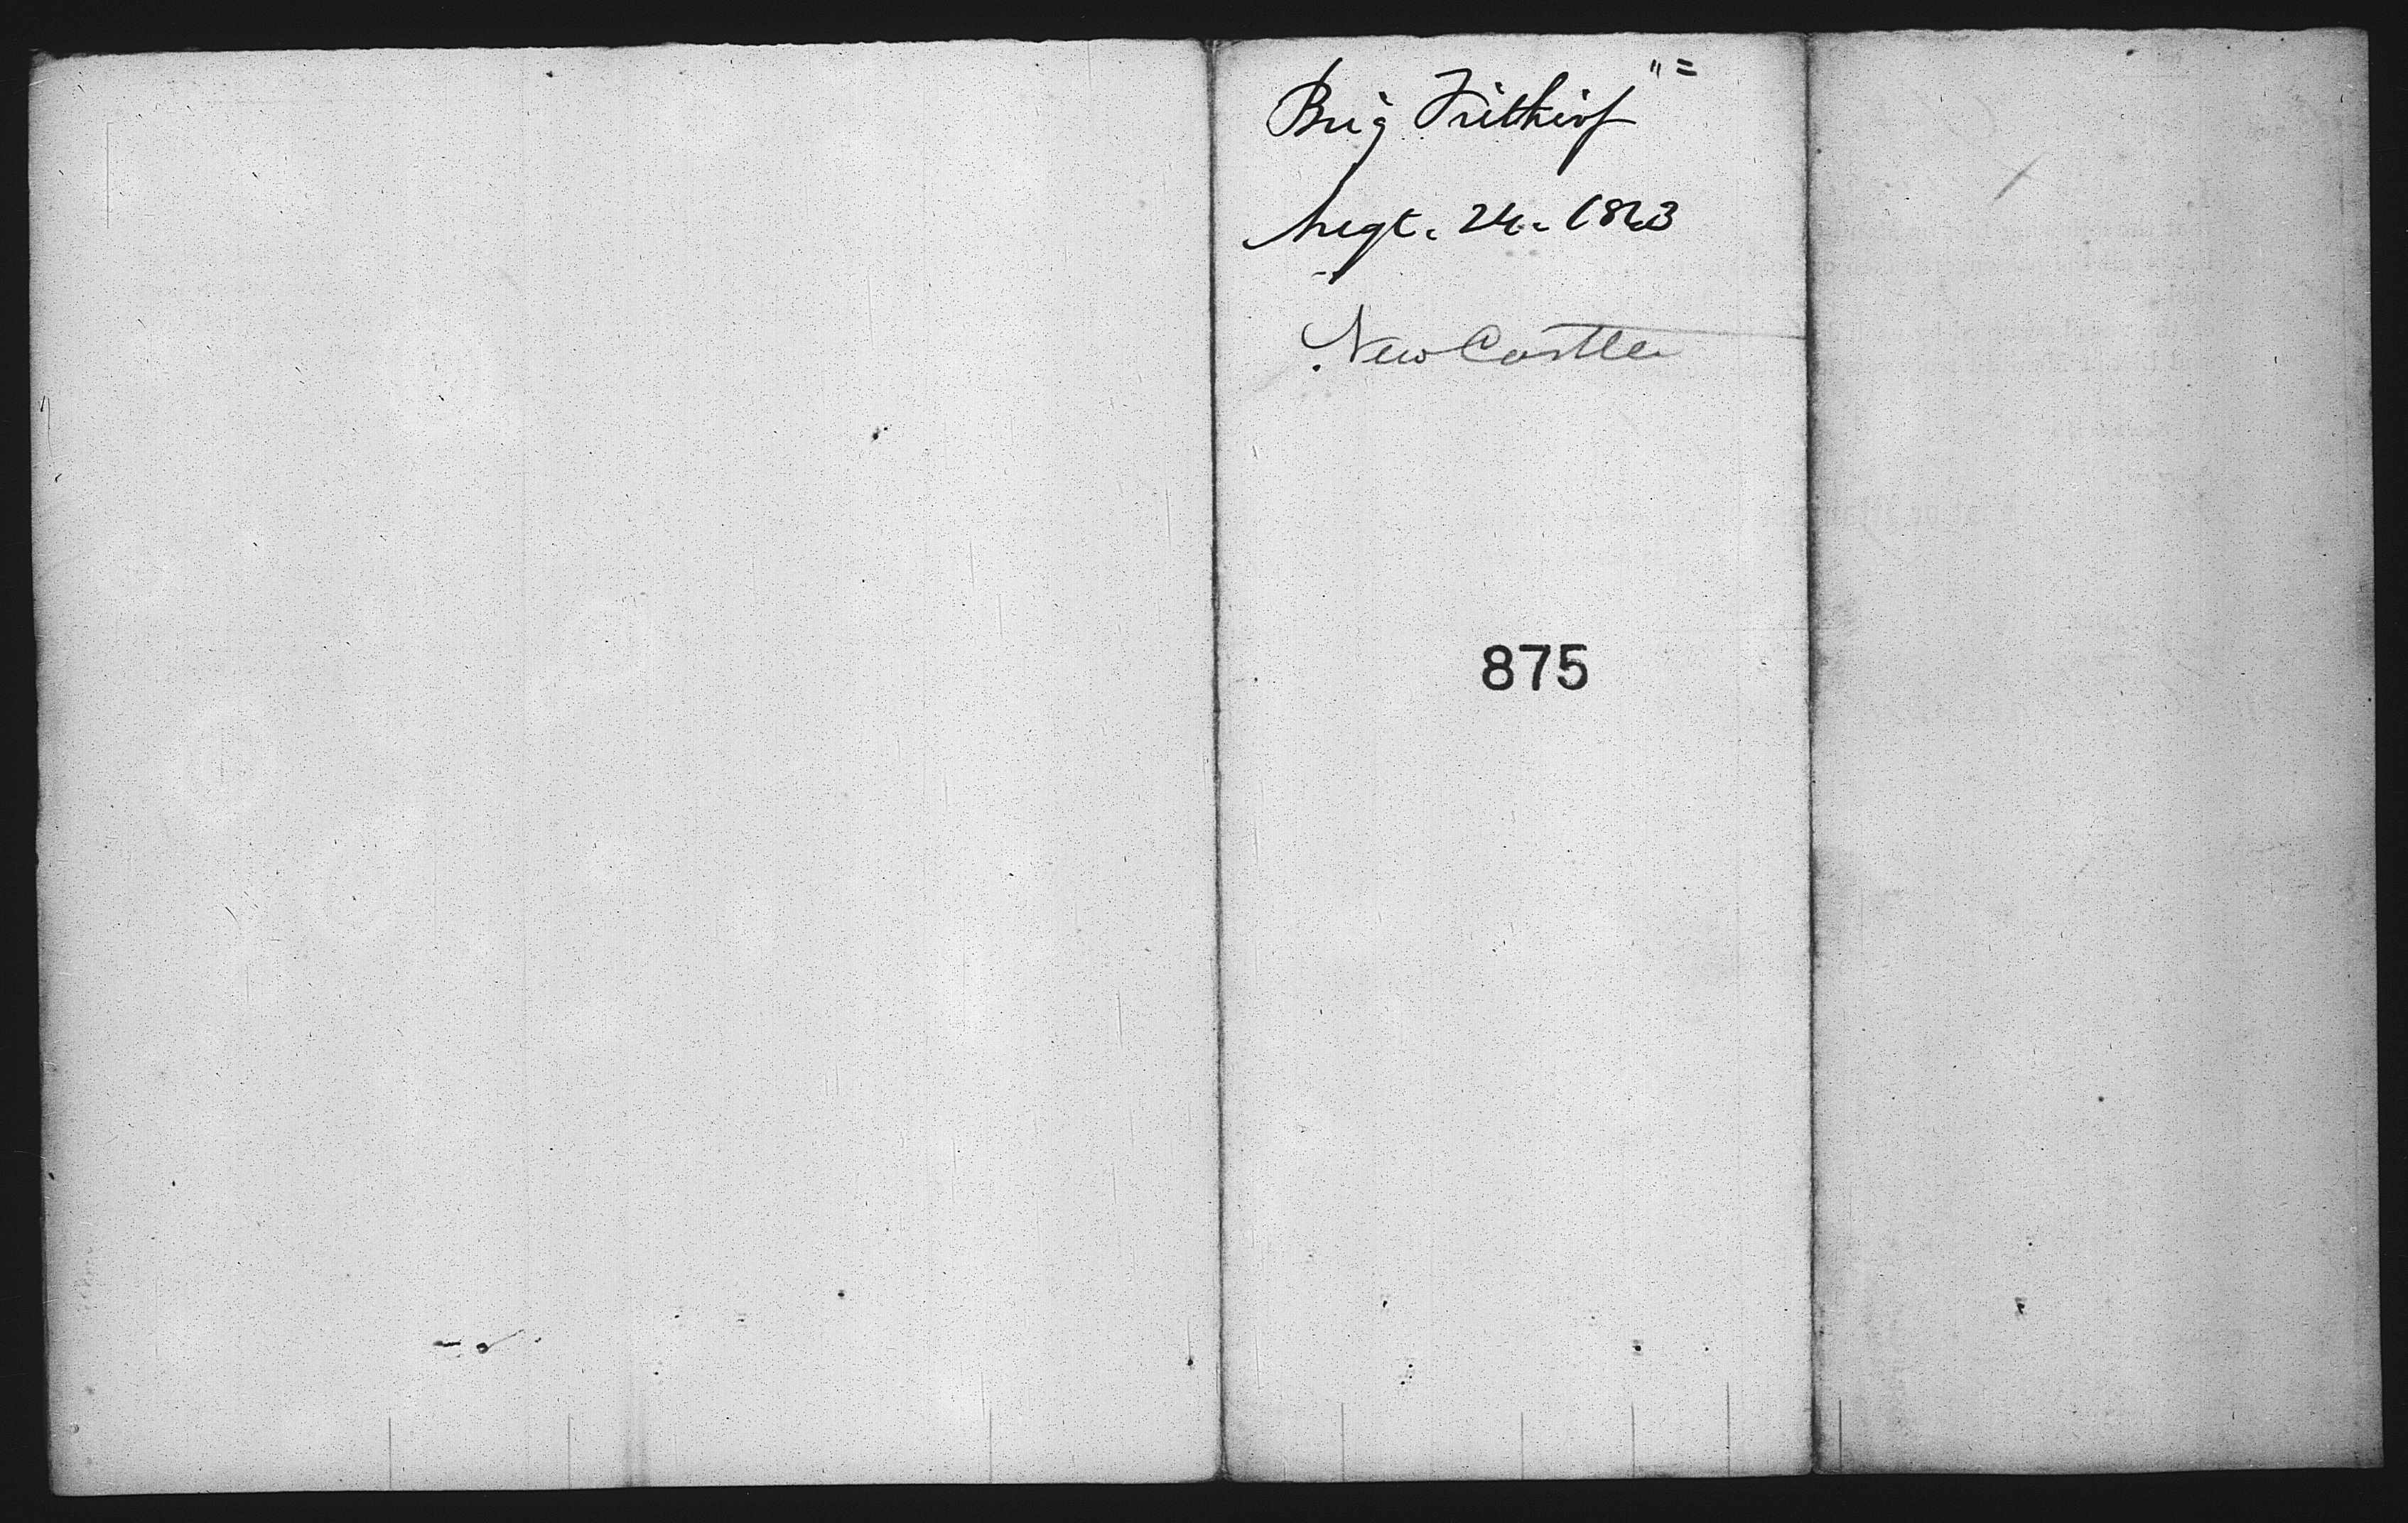 Brig Frithiof "=
Augt. 24. 1863
New Castle
875